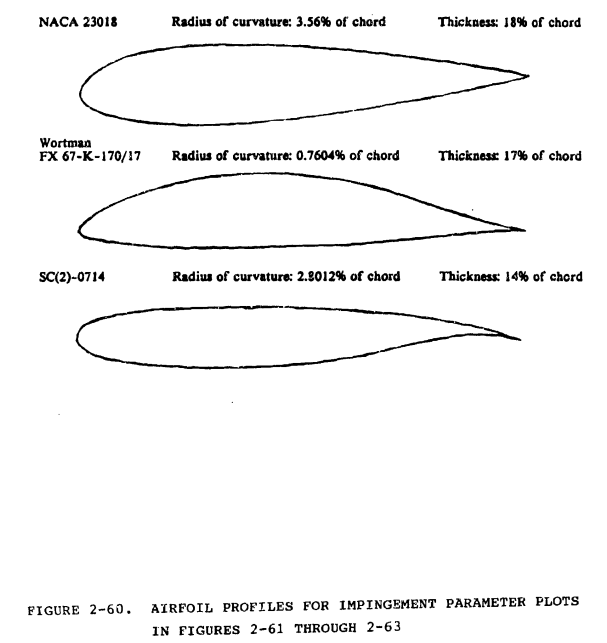 NACA 23018 Radius of curvature: 3.56% of chord Thickness: 18% of chord
Wortman
FX 67-K-170/17 Radius of curvature: 0.7604% of chord Thickness: 17% of chord
SC(2)-0714 Radius of curvature: 2.8012% of chord Thickness: 14% of chord
FIGURE 2-60. AIRFOIL PROFILES FOR IMPINGEMENT PARAMETER PLOTS
IN FIGURES 2-61 THROUGH 2-63